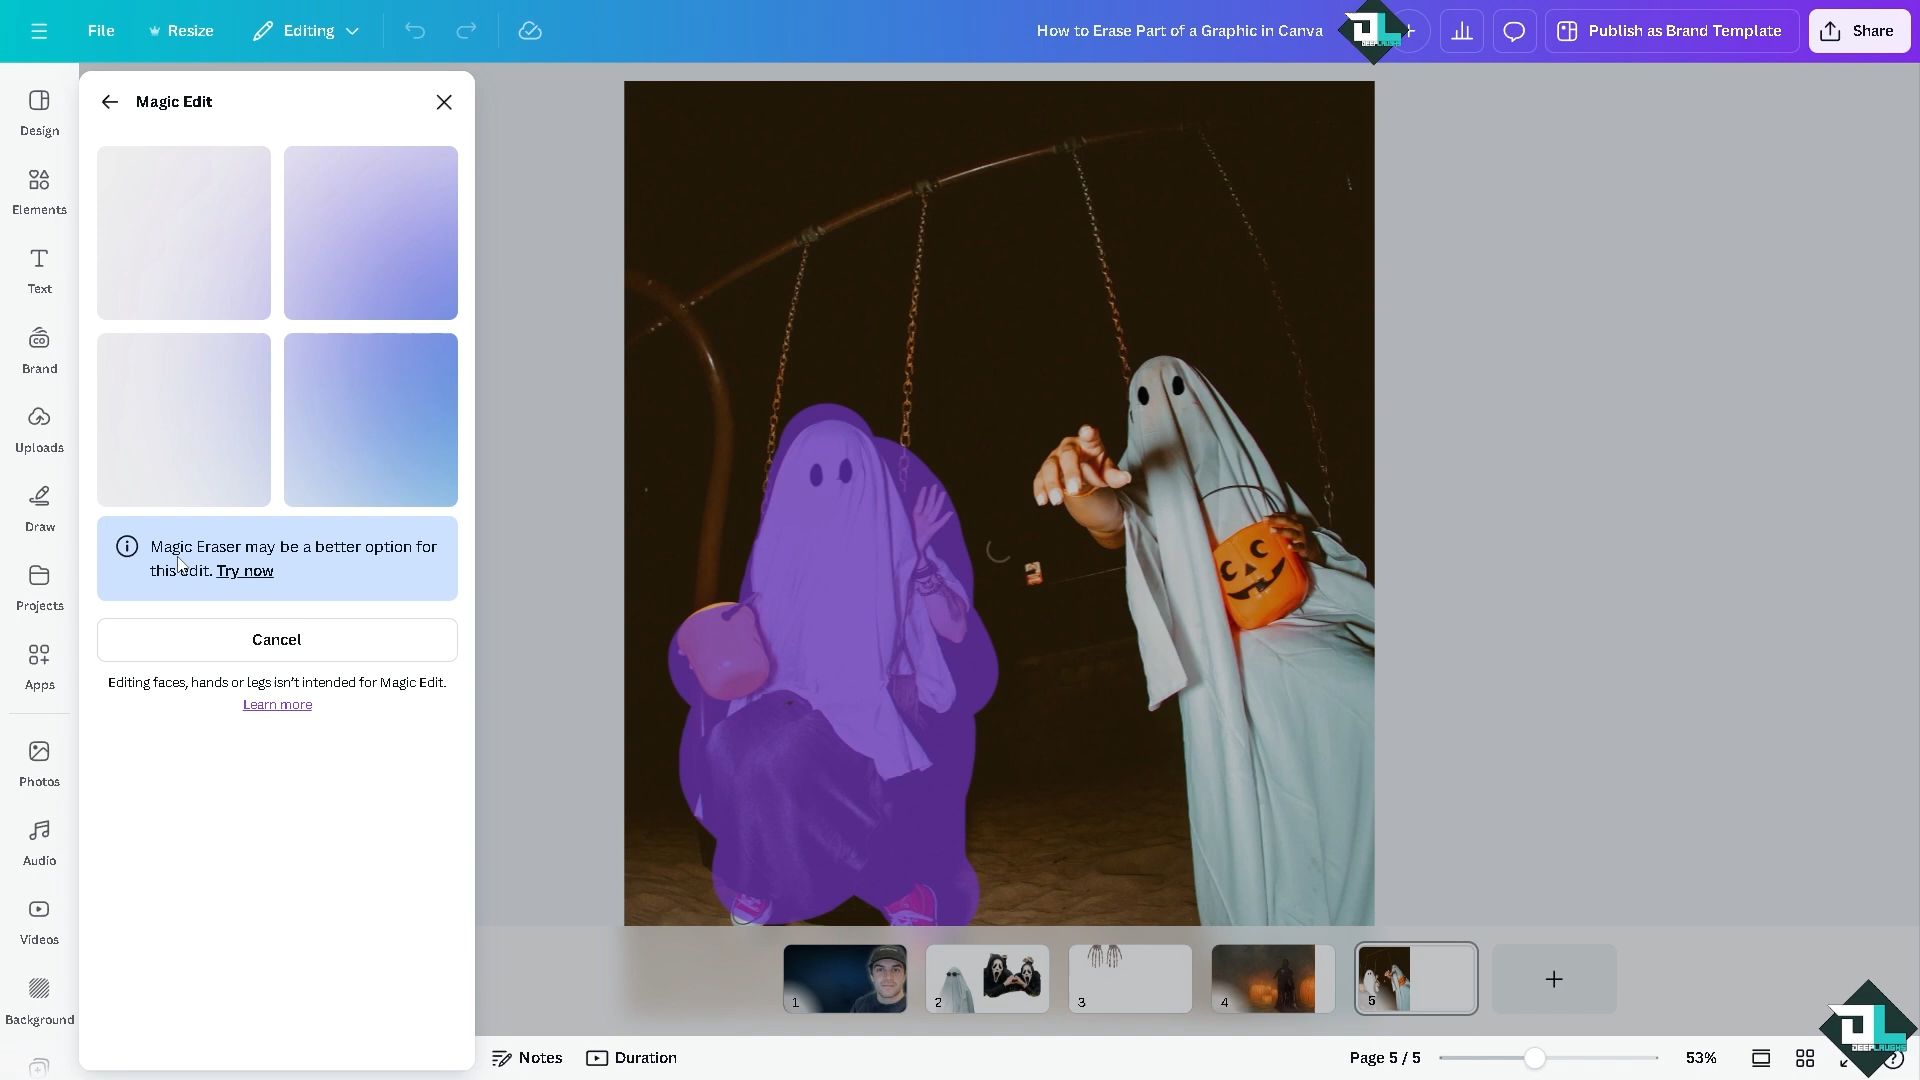 File
Resize
Editing
How to Erase Part of a Graphic in Canva
Publish as Brand Template
Share
Design
Elements
Text
Brand
Uploads
Draw
Projects
Apps
Photos
Audio
Videos
Background
Magic Edit
Magic Eraser may be a better option for
this edit. Try now
Cancel
Editing faces, hands or legs isn't intended for Magic Edit.
Learn more
1
2
3
4
5
Notes
Duration
Page 5 / 5
53%
DEEPLAUGHS